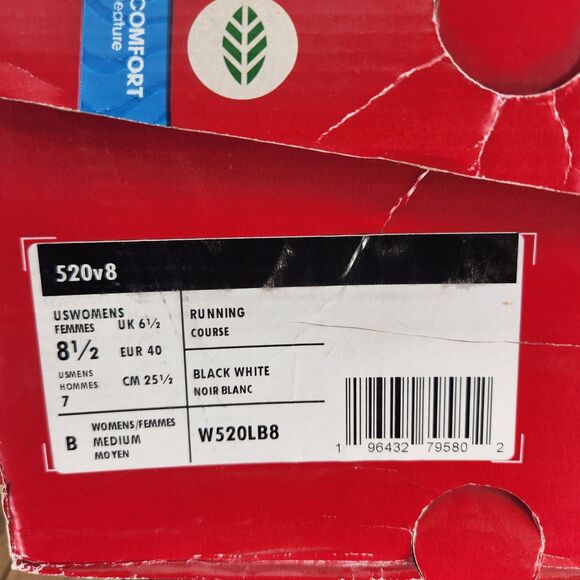 COMFORT
eature
520v8
USWOMENS
FEMMES
UK 6½
8½
EUR 40
USMENS
HOMMES
CM 25½
7
B
WOMENS/FEMMES
MEDIUM
MOYEN
RUNNING
COURSE
BLACK WHITE
NOIR BLANC
W520LB8
1 96432 79580 2